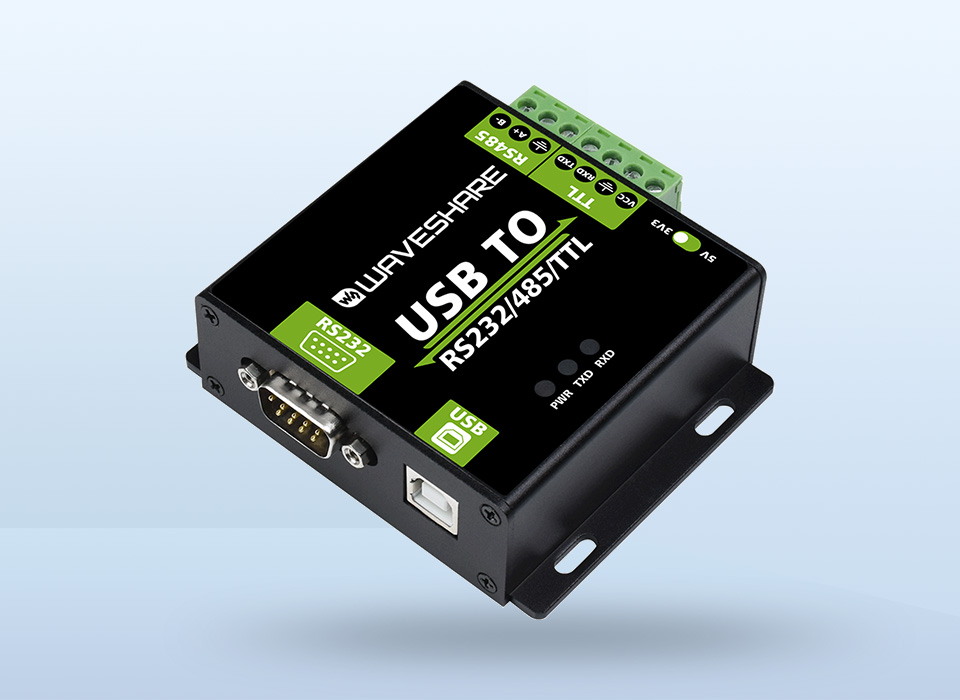 B-
A+
RS485
TXD
RXD
VCC
TTL
3V3
5V
WAVESHARE
USB TO
RS232/485/TTL
RS232
PWR
TXD
RXD
USB
D